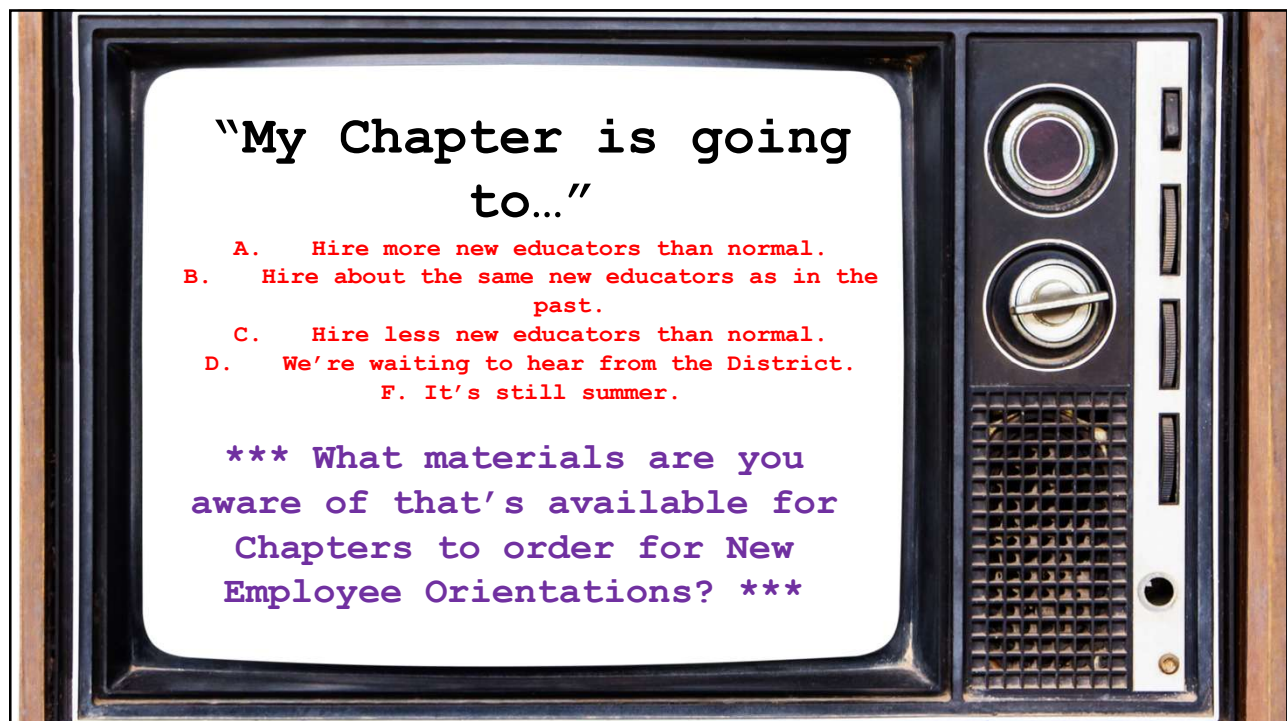 “My Chapter is going
to…”
A. Hire more new educators than normal.
B. Hire about the same new educators as in the
past.
C. Hire less new educators than normal.
D. We’re waiting to hear from the District.
F. It’s still summer.
*** What materials are you
aware of that’s available for
Chapters to order for New
Employee Orientations? ***